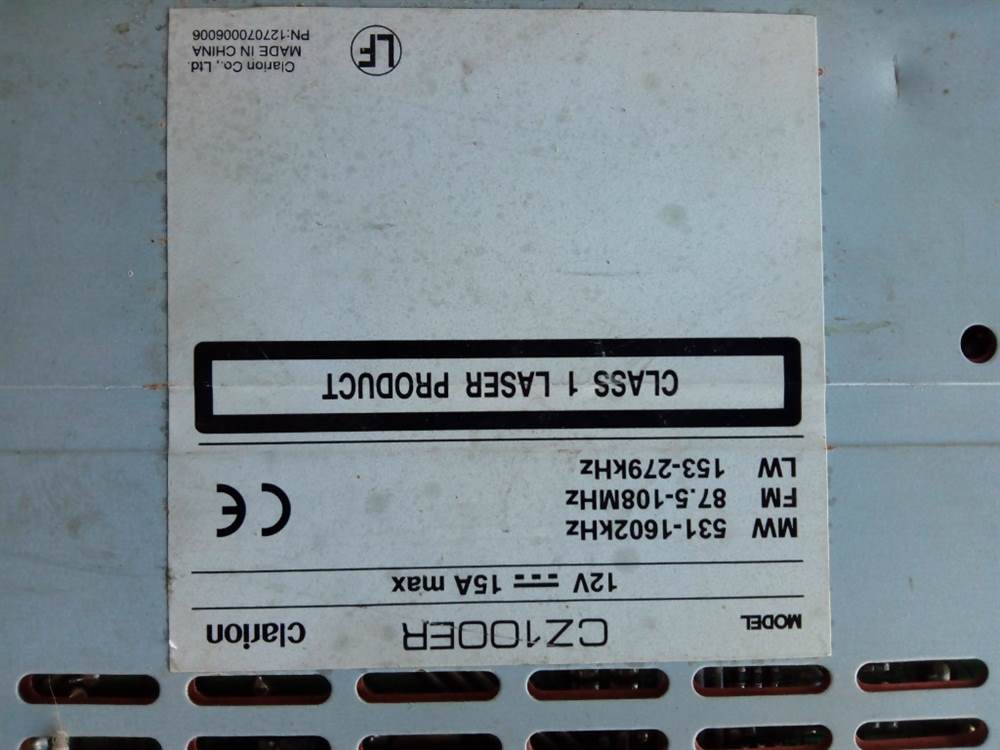 MODEL CZ100ER Clarion
12V ⎓ 15A max
MW 531-1602kHz
FM 87.5-108MHz
LW 153-279kHz
CE
CLASS 1 LASER PRODUCT
LF
Clarion Co., Ltd.
MADE IN CHINA
PN:127070006006